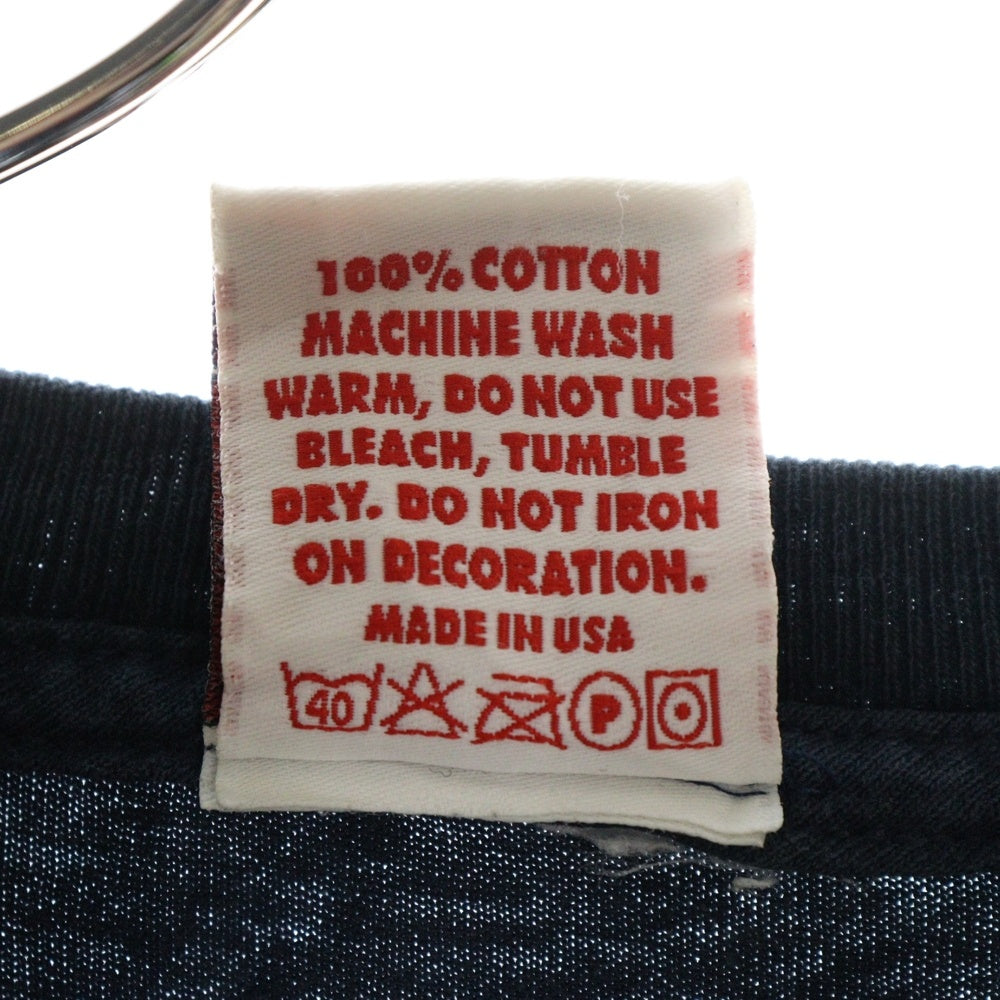 100% COTTON
MACHINE WASH
WARM, DO NOT USE
BLEACH, TUMBLE
DRY. DO NOT IRON
ON DECORATION.
MADE IN USA
40 P